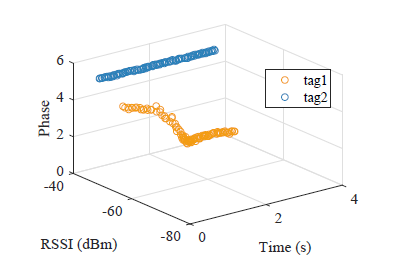 6
4
2
0
Phase
-40
-60
-80
RSSI (dBm)
0
2
4
Time (s)
tag1
tag2